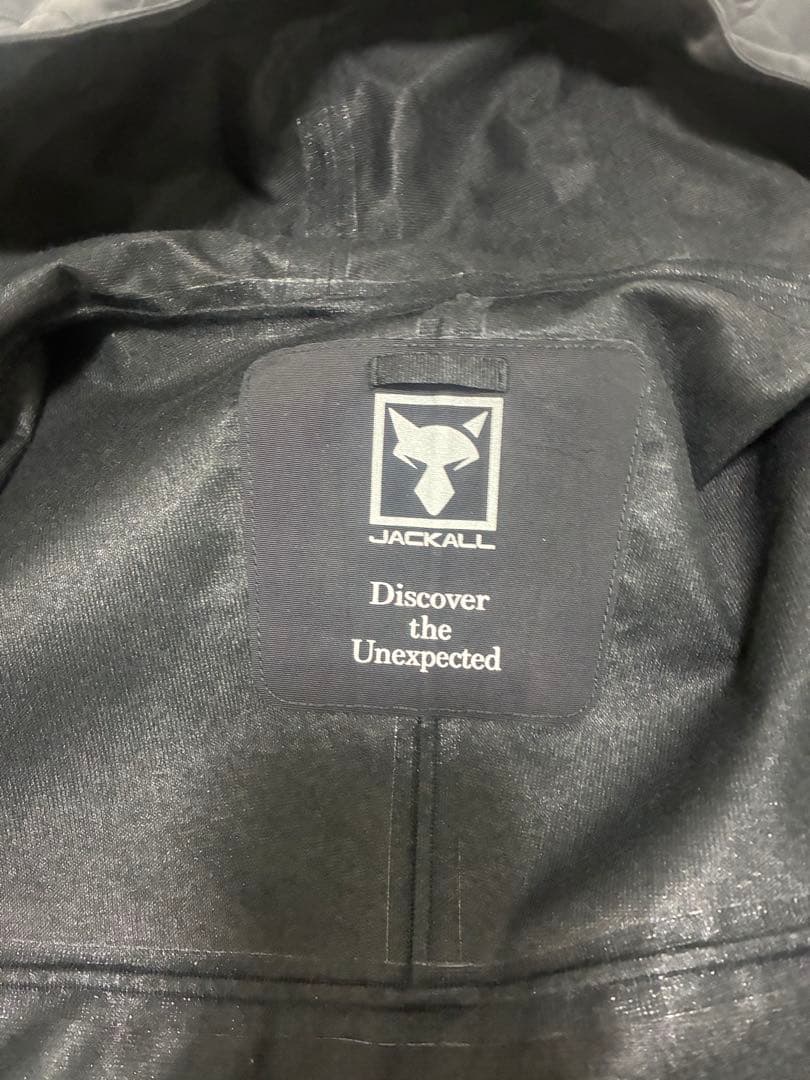 JACKALL
Discover
the
Unexpected